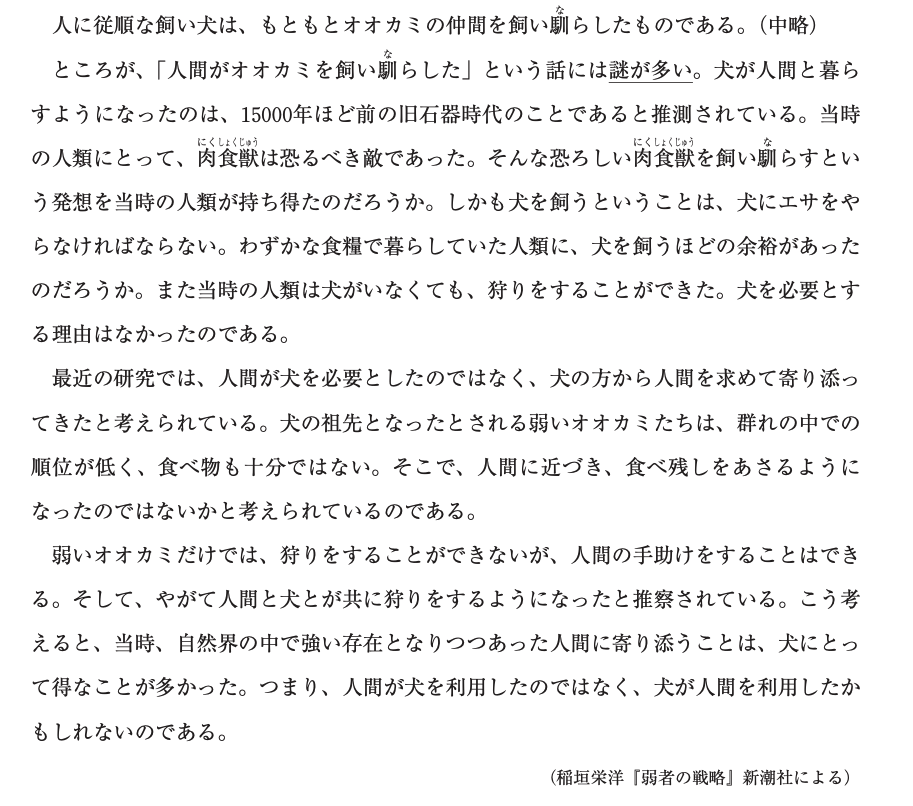 人に従順な飼い犬は、もともとオオカミの仲間を飼い馴らしたものである。（中略）
ところが、「人間がオオカミを飼い馴らした」という話には謎が多い。犬が人間と暮ら
すようになったのは、15000年ほど前の旧石器時代のことであると推測されている。当時
の人類にとって、肉食獣は恐るべき敵であった。そんな恐ろしい肉食獣を飼い馴らすとい
う発想を当時の人類が持ち得たのだろうか。しかも犬を飼うということは、犬にエサをや
らなければならない。わずかな食糧で暮らしていた人類に、犬を飼うほどの余裕があった
のだろうか。また当時の人類は犬がいなくても、狩りをすることができた。犬を必要とす
る理由はなかったのである。
最近の研究では、人間が犬を必要としたのではなく、犬の方から人間を求めて寄り添っ
てきたと考えられている。犬の祖先となったとされる弱いオオカミたちは、群れの中での
順位が低く、食べ物も十分ではない。そこで、人間に近づき、食べ残しをあさるように
なったのではないかと考えられているのである。
弱いオオカミだけでは、狩りをすることができないが、人間の手助けをすることはでき
る。そして、やがて人間と犬とが共に狩りをするようになったと推察されている。こう考
えると、当時、自然界の中で強い存在となりつつあった人間に寄り添うことは、犬にとっ
て得なことが多かった。つまり、人間が犬を利用したのではなく、犬が人間を利用したか
もしれないのである。
（稲垣栄洋『弱者の戦略』新潮社による）